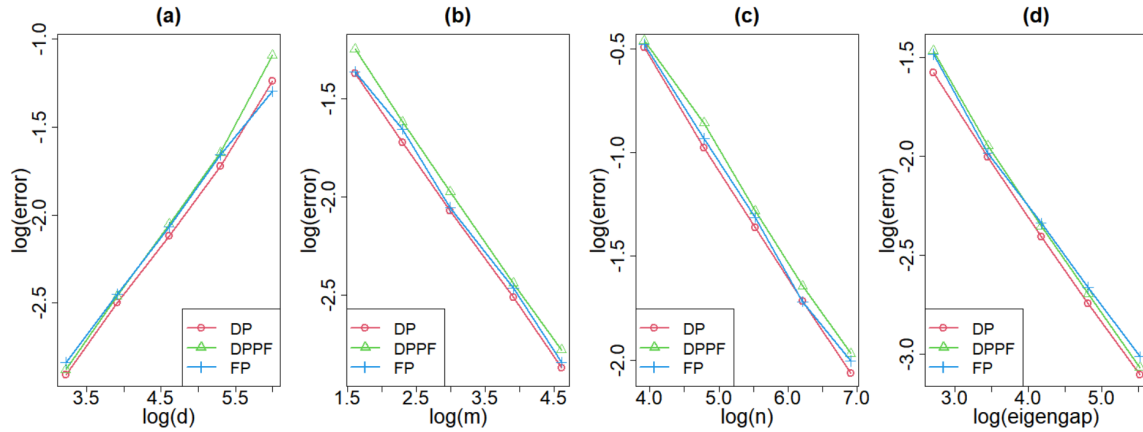 (a)
log(error)
-1.0
-1.5
-2.0
-2.5
DP
DPPF
FP
3.5 5.0
log(d)
(b)
log(error)
-1.5
-2.0
-2.5
DP
DPPF
FP
1.5 2.5 3.5 4.5
log(m)
(c)
log(error)
-0.5
-1.0
-1.5
-2.0
DP
DPPF
FP
4.0 5.0 6.0 7.0
log(n)
(d)
log(error)
-1.5
-2.0
-2.5
-3.0
DP
DPPF
FP
3.0 4.0 5.0
log(eigengap)